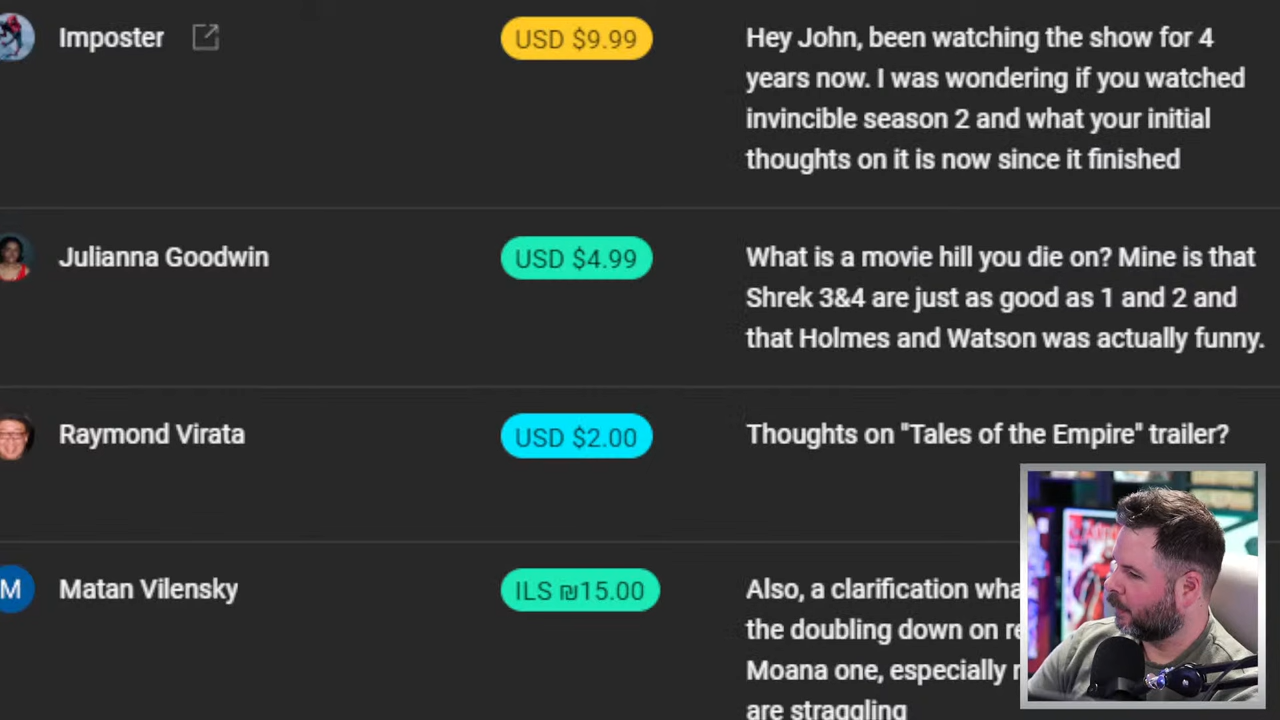 Imposter
USD $9.99
Hey John, been watching the show for 4
years now. I was wondering if you watched
invincible season 2 and what your initial
thoughts on it is now since it finished
Julianna Goodwin
USD $4.99
What is a movie hill you die on? Mine is that
Shrek 3&4 are just as good as 1 and 2 and
that Holmes and Watson was actually funny.
Raymond Virata
USD $2.00
Thoughts on "Tales of the Empire" trailer?
M
Matan Vilensky
ILS ₪15.00
Also, a clarification
the doubling down on
Moana one, especially
are straggling